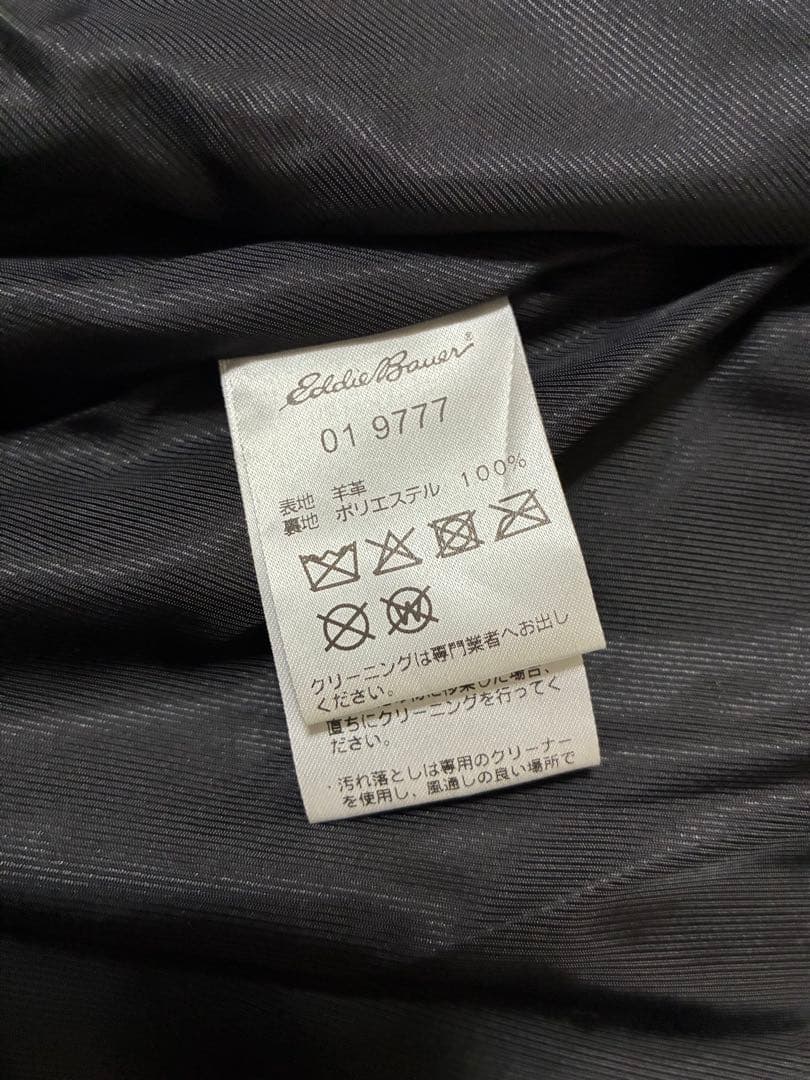 Eddie Bauer®
01 9777
表地 羊革
裏地 ポリエステル 100%
W
クリーニングは専門業者へお出し
ください。
直ちにクリーニングを行ってく
ださい。
・汚れ落としは専用のクリーナー
を使用し、風通しの良い場所で